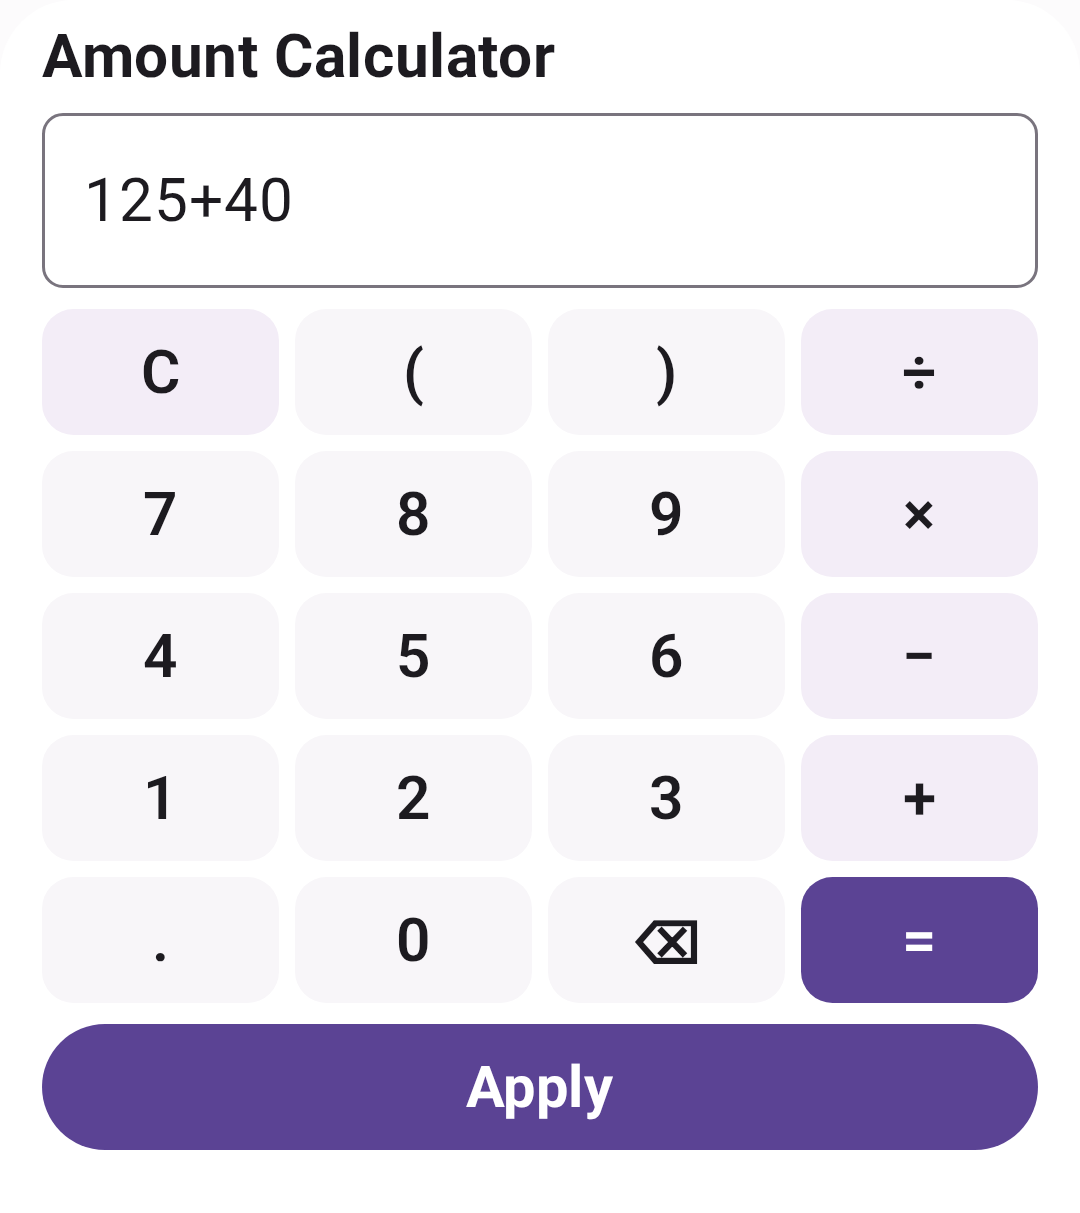 Amount Calculator
125+40
C ( ) ÷
7 8 9 ×
4 5 6 −
1 2 3 +
. 0 ⌫ =
Apply